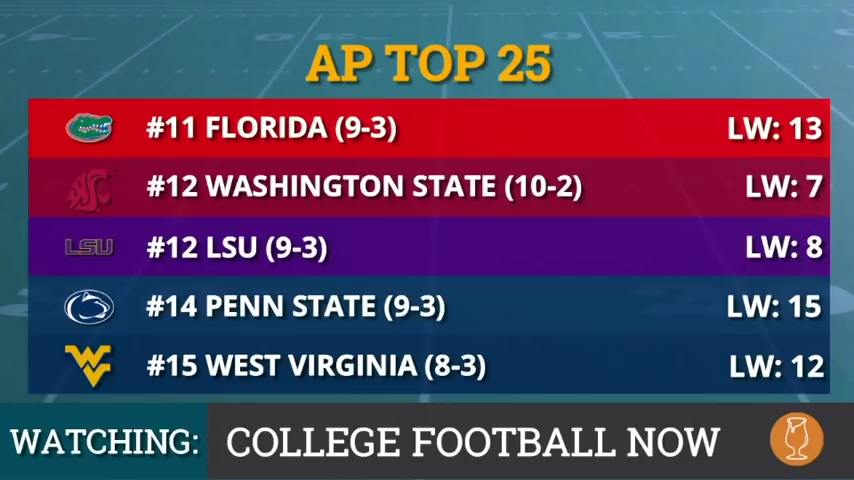 AP TOP 25
#11 FLORIDA (9-3) LW: 13
#12 WASHINGTON STATE (10-2) LW: 7
LSU #12 LSU (9-3) LW: 8
#14 PENN STATE (9-3) LW: 15
#15 WEST VIRGINIA (8-3) LW: 12
WATCHING: COLLEGE FOOTBALL NOW